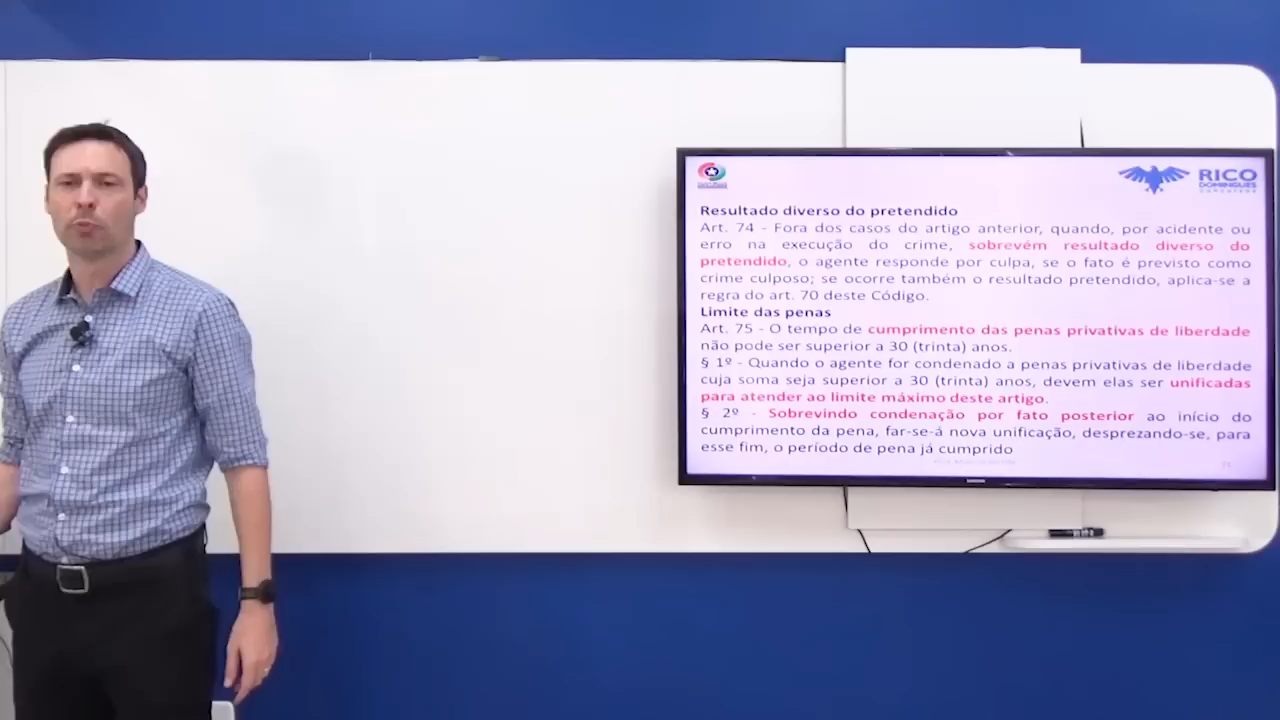 RICO
DOMINGUES
Resultado diverso do pretendido
Art. 74 - Fora dos casos do artigo anterior, quando, por acidente ou
erro na execução do crime, sobrevém resultado diverso do
pretendido, o agente responde por culpa, se o fato é previsto como
crime culposo; se ocorre também o resultado pretendido, aplica-se a
regra do art. 70 deste Código.
Limite das penas
Art. 75 - O tempo de cumprimento das penas privativas de liberdade
não pode ser superior a 30 (trinta) anos.
§ 1º - Quando o agente for condenado a penas privativas de liberdade
cuja soma seja superior a 30 (trinta) anos, devem elas ser unificadas
para atender ao limite máximo deste artigo.
§ 2º - Sobrevindo condenação por fato posterior ao início do
cumprimento da pena, far-se-á nova unificação, desprezando-se, para
esse fim, o período de pena já cumprido
SAMSUNG